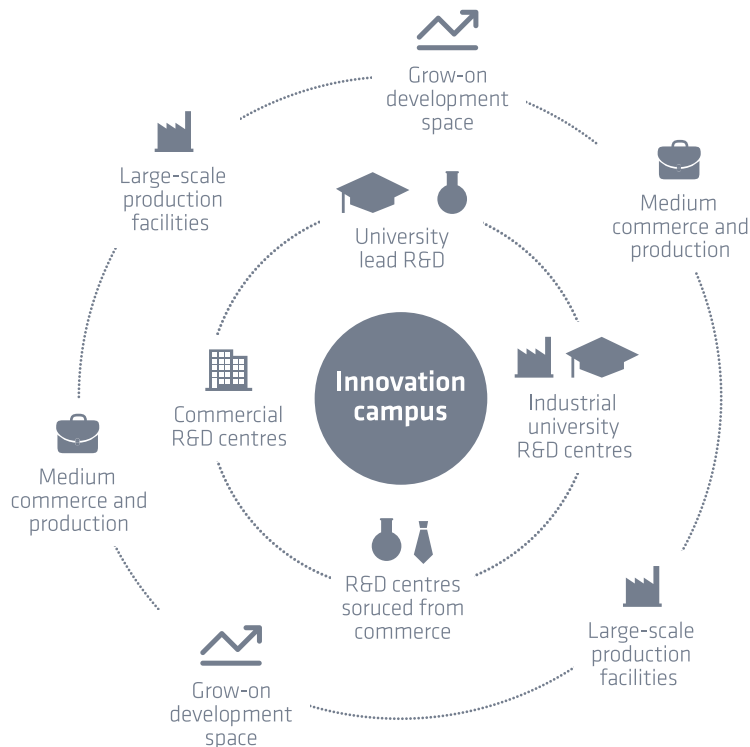 Grow-on
development
space
Large-scale
production
facilities
Medium
commerce and
production
University
lead R&D
Innovation
campus
Commercial
R&D centres
Industrial
university
R&D centres
Medium
commerce and
production
R&D centres
soruced from
commerce
Large-scale
production
facilities
Grow-on
development
space